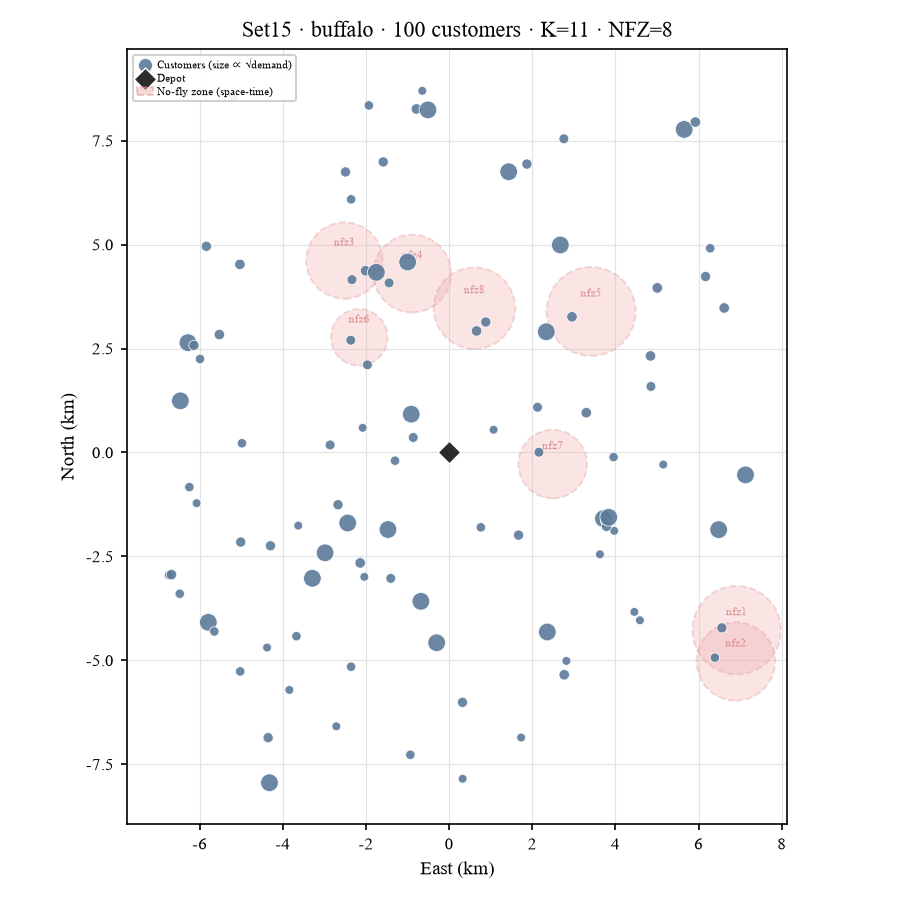 Set15 · buffalo · 100 customers · K=11 · NFZ=8
Customers (size ∝ √demand)
Depot
No-fly zone (space-time)
7.5
5.0
2.5
0.0
-2.5
-5.0
-7.5
North (km)
nfz3
nfz8
nfz5
nfz6
nfz7
nfz1
nfz2
-6
-4
-2
0
2
4
6
8
East (km)